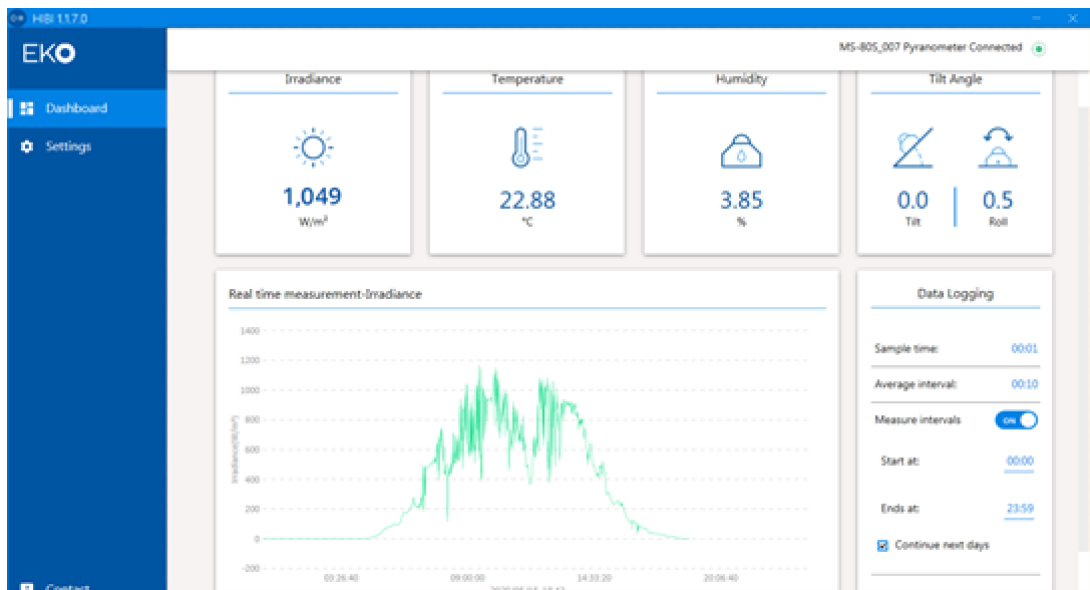 HIBI 1.1.7.0
EKO
MS-80S_007 Pyranometer Connected
Dashboard
Settings
Irradiance
1,049
W/m²
Temperature
22.88
°C
Humidity
3.85
%
Tilt Angle
0.0
Tilt
0.5
Roll
Real time measurement-Irradiance
Irradiance(W/m²)
1400
1200
1000
800
600
400
200
0
-200
03:26:40
09:00:00
14:33:20
20:06:40
Data Logging
Sample time: 00:01
Average interval: 00:10
Measure intervals ON
Start at: 00:00
Ends at: 23:59
Continue next days
Contact